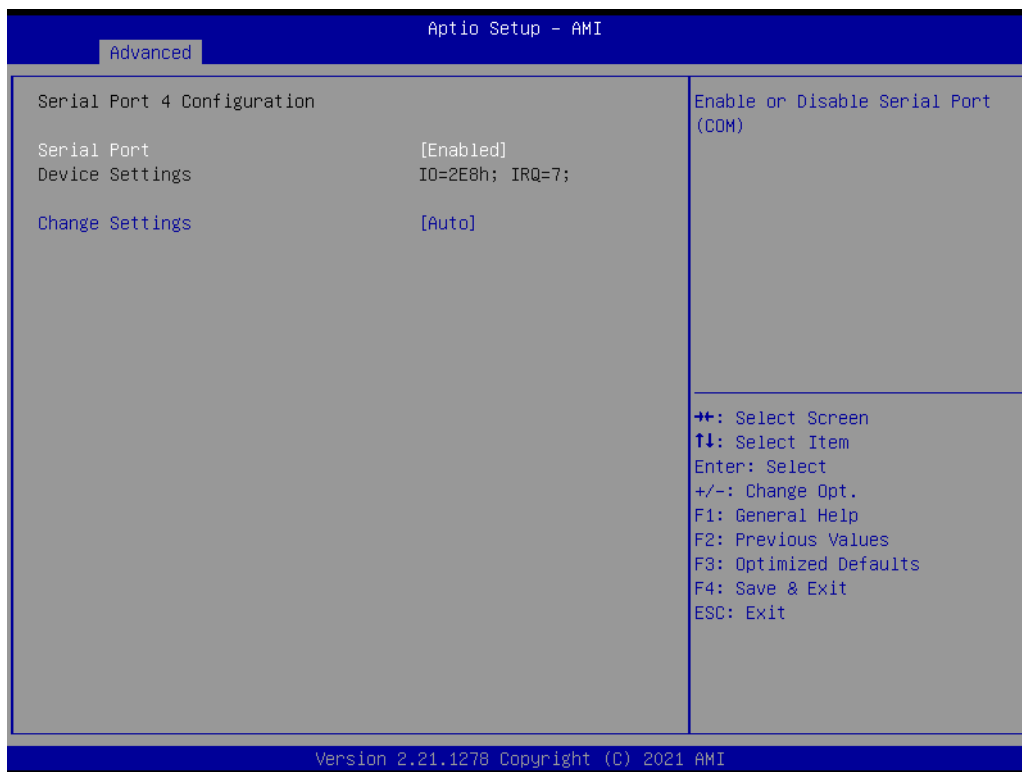 Aptio Setup – AMI
Advanced
Serial Port 4 Configuration
Serial Port [Enabled]
Device Settings IO=2E8h; IRQ=7;
Change Settings [Auto]
Enable or Disable Serial Port
(COM)
→←: Select Screen
↑↓: Select Item
Enter: Select
+/-: Change Opt.
F1: General Help
F2: Previous Values
F3: Optimized Defaults
F4: Save & Exit
ESC: Exit
Version 2.21.1278 Copyright (C) 2021 AMI